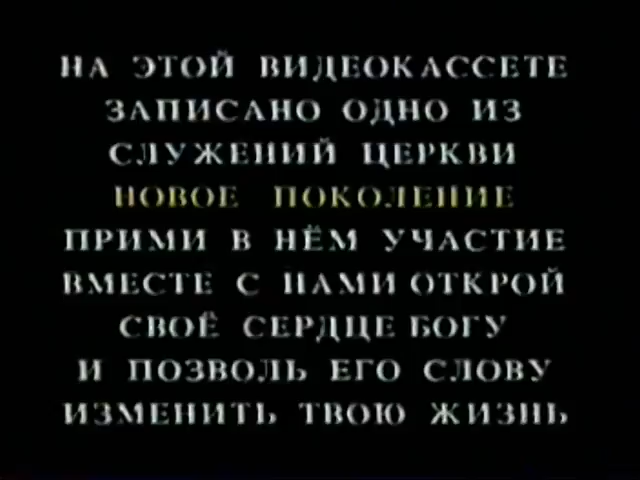 НА ЭТОЙ ВИДЕОКАССЕТЕ
ЗАПИСАНО ОДНО ИЗ
СЛУЖЕНИЙ ЦЕРКВИ
НОВОЕ ПОКОЛЕНИЕ
ПРИМИ В НЁМ УЧАСТИЕ
ВМЕСТЕ С НАМИ ОТКРОЙ
СВОЁ СЕРДЦЕ БОГУ
И ПОЗВОЛЬ ЕГО СЛОВУ
ИЗМЕНИТЬ ТВОЮ ЖИЗНЬ